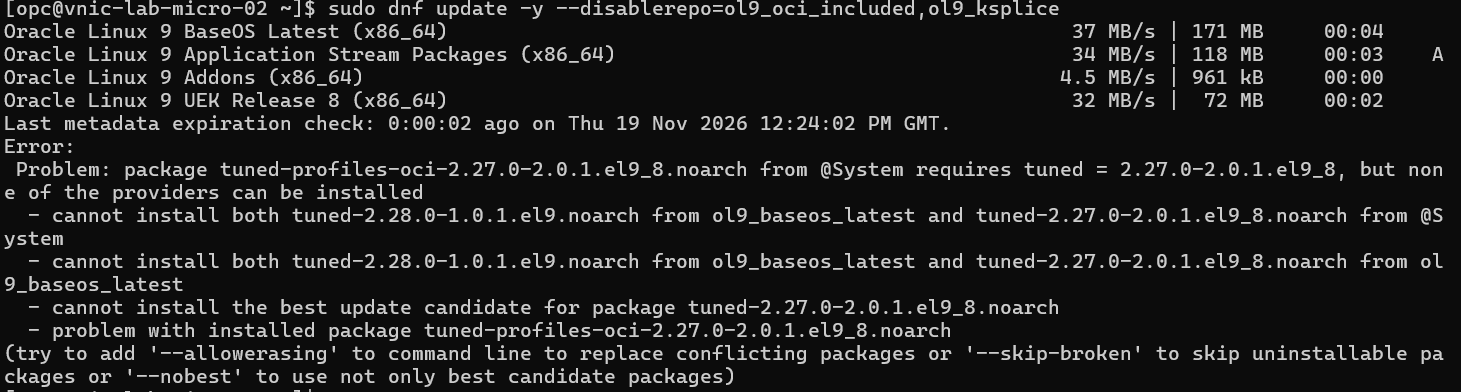 [opc@vnic-lab-micro-02 ~]$ sudo dnf update -y --disablerepo=ol9_oci_included,ol9_ksplice
Oracle Linux 9 BaseOS Latest (x86_64) 37 MB/s | 171 MB 00:04
Oracle Linux 9 Application Stream Packages (x86_64) 34 MB/s | 118 MB 00:03 A
Oracle Linux 9 Addons (x86_64) 4.5 MB/s | 961 kB 00:00
Oracle Linux 9 UEK Release 8 (x86_64) 32 MB/s | 72 MB 00:02
Last metadata expiration check: 0:00:02 ago on Thu 19 Nov 2026 12:24:02 PM GMT.
Error:
 Problem: package tuned-profiles-oci-2.27.0-2.0.1.el9_8.noarch from @System requires tuned = 2.27.0-2.0.1.el9_8, but non
e of the providers can be installed
  - cannot install both tuned-2.28.0-1.0.1.el9.noarch from ol9_baseos_latest and tuned-2.27.0-2.0.1.el9_8.noarch from @S
ystem
  - cannot install both tuned-2.28.0-1.0.1.el9.noarch from ol9_baseos_latest and tuned-2.27.0-2.0.1.el9_8.noarch from ol
9_baseos_latest
  - cannot install the best update candidate for package tuned-2.27.0-2.0.1.el9_8.noarch
  - problem with installed package tuned-profiles-oci-2.27.0-2.0.1.el9_8.noarch
(try to add '--allowerasing' to command line to replace conflicting packages or '--skip-broken' to skip uninstallable pa
ckages or '--nobest' to use not only best candidate packages)